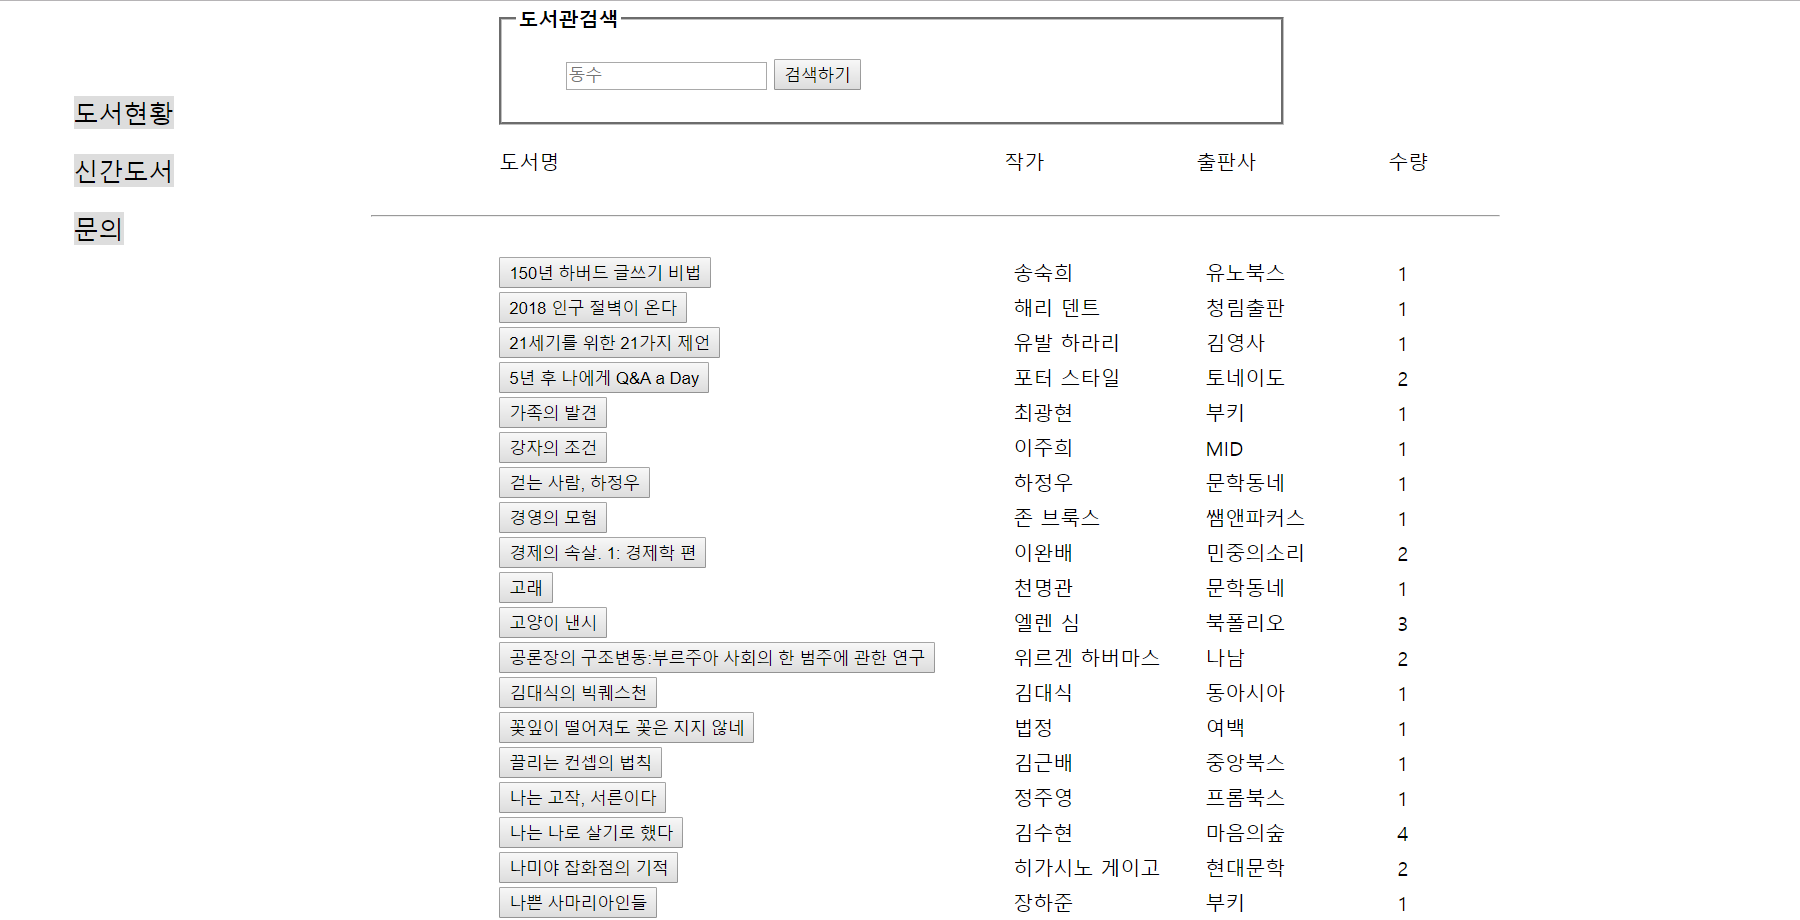 도서관검색
동수 검색하기
도서현황
신간도서
문의
도서명 작가 출판사 수량
150년 하버드 글쓰기 비법 송숙희 유노북스 1
2018 인구 절벽이 온다 해리 덴트 청림출판 1
21세기를 위한 21가지 제언 유발 하라리 김영사 1
5년 후 나에게 Q&A a Day 포터 스타일 토네이도 2
가족의 발견 최광현 부키 1
강자의 조건 이주희 MID 1
걷는 사람, 하정우 하정우 문학동네 1
경영의 모험 존 브룩스 쌤앤파커스 1
경제의 속살. 1: 경제학 편 이완배 민중의소리 2
고래 천명관 문학동네 1
고양이 낸시 엘렌 심 북폴리오 3
공론장의 구조변동:부르주아 사회의 한 범주에 관한 연구 위르겐 하버마스 나남 2
김대식의 빅퀘스천 김대식 동아시아 1
꽃잎이 떨어져도 꽃은 지지 않네 법정 여백 1
끌리는 컨셉의 법칙 김근배 중앙북스 1
나는 고작, 서른이다 정주영 프롬북스 1
나는 나로 살기로 했다 김수현 마음의숲 4
나미야 잡화점의 기적 히가시노 게이고 현대문학 2
나쁜 사마리아인들 장하준 부키 1